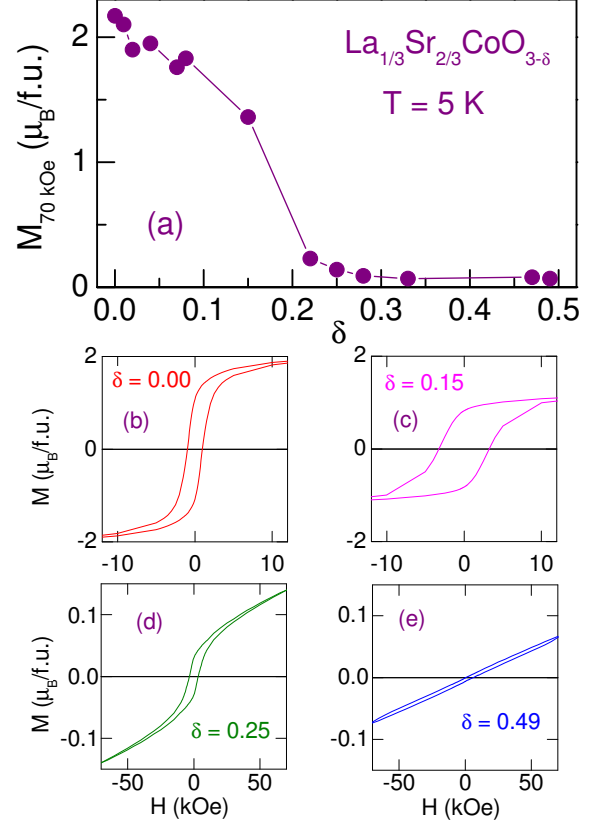 M70 kOe (μB/f.u.)
2
1
0
La1/3Sr2/3CoO3-δ
T = 5 K
(a)
0.0 0.1 0.2 0.3 0.4 0.5
δ
M (μB/f.u.)
2
0
-2
δ = 0.00
(b)
-10 0 10
2
0
-2
δ = 0.15
(c)
-10 0 10
M (μB/f.u.)
0.1
0.0
-0.1
(d)
δ = 0.25
-50 0 50
H (kOe)
0.1
0.0
-0.1
(e)
δ = 0.49
-50 0 50
H (kOe)